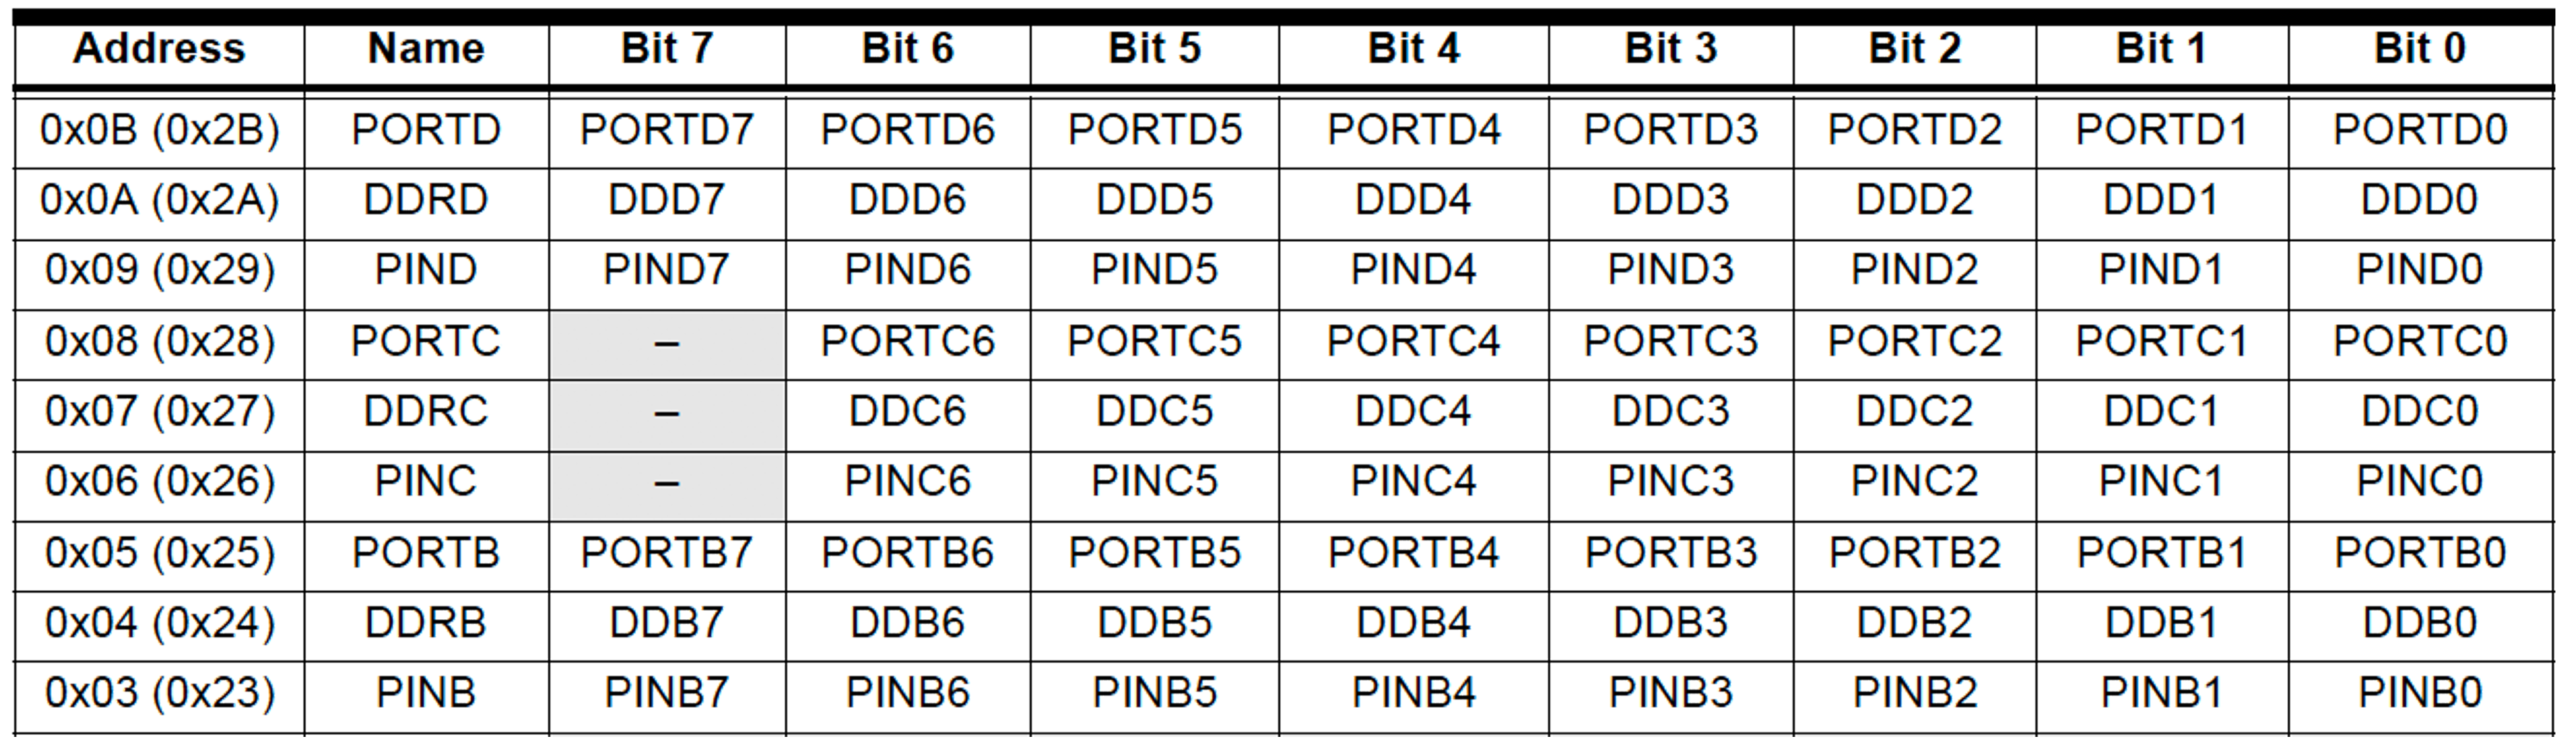 Address Name Bit 7 Bit 6 Bit 5 Bit 4 Bit 3 Bit 2 Bit 1 Bit 0
0x0B (0x2B) PORTD PORTD7 PORTD6 PORTD5 PORTD4 PORTD3 PORTD2 PORTD1 PORTD0
0x0A (0x2A) DDRD DDD7 DDD6 DDD5 DDD4 DDD3 DDD2 DDD1 DDD0
0x09 (0x29) PIND PIND7 PIND6 PIND5 PIND4 PIND3 PIND2 PIND1 PIND0
0x08 (0x28) PORTC – PORTC6 PORTC5 PORTC4 PORTC3 PORTC2 PORTC1 PORTC0
0x07 (0x27) DDRC – DDC6 DDC5 DDC4 DDC3 DDC2 DDC1 DDC0
0x06 (0x26) PINC – PINC6 PINC5 PINC4 PINC3 PINC2 PINC1 PINC0
0x05 (0x25) PORTB PORTB7 PORTB6 PORTB5 PORTB4 PORTB3 PORTB2 PORTB1 PORTB0
0x04 (0x24) DDRB DDB7 DDB6 DDB5 DDB4 DDB3 DDB2 DDB1 DDB0
0x03 (0x23) PINB PINB7 PINB6 PINB5 PINB4 PINB3 PINB2 PINB1 PINB0